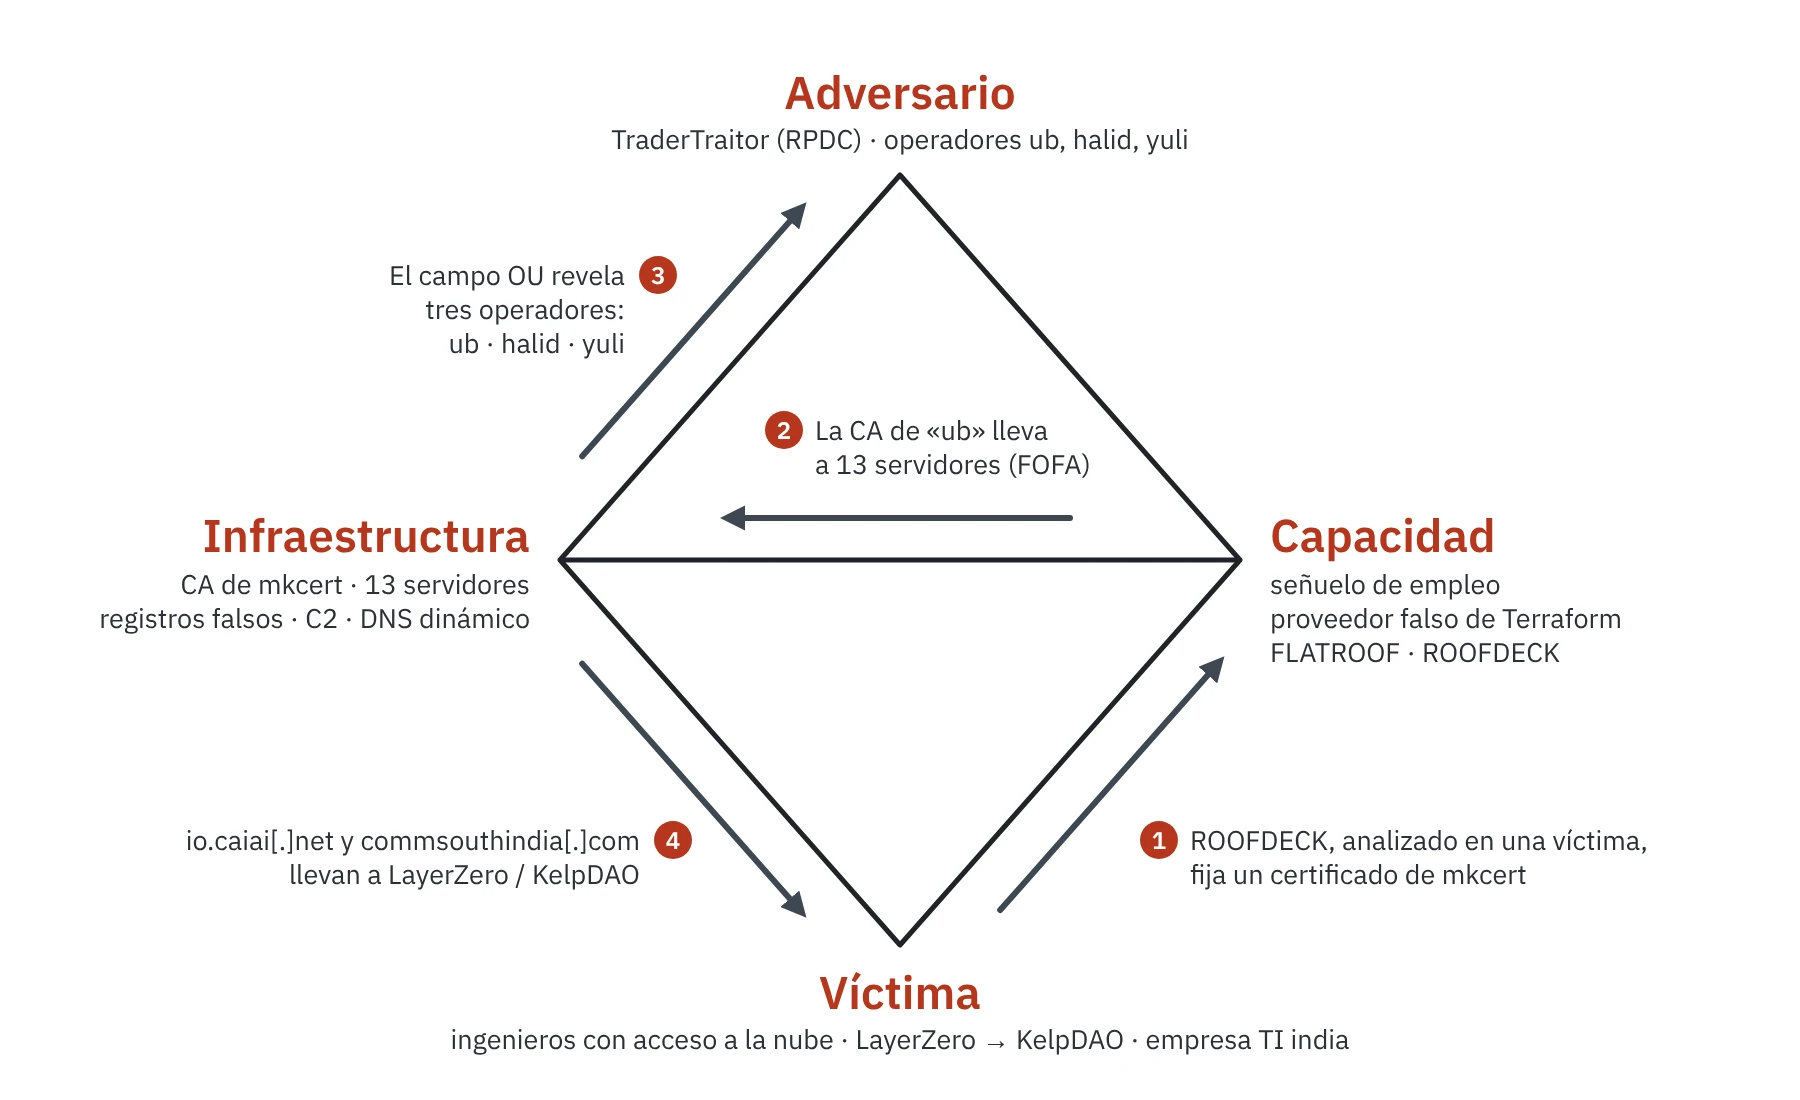 Adversario
TraderTraitor (RPDC) · operadores ub, halid, yuli
3
El campo OU revela
tres operadores:
ub · halid · yuli
2
La CA de «ub» lleva
a 13 servidores (FOFA)
Infraestructura
CA de mkcert · 13 servidores
registros falsos · C2 · DNS dinámico
Capacidad
señuelo de empleo
proveedor falso de Terraform
FLATROOF · ROOFDECK
4
io.caiai[.]net y commsouthindia[.]com
llevan a LayerZero / KelpDAO
1
ROOFDECK, analizado en una víctima,
fija un certificado de mkcert
Víctima
ingenieros con acceso a la nube · LayerZero → KelpDAO · empresa TI india